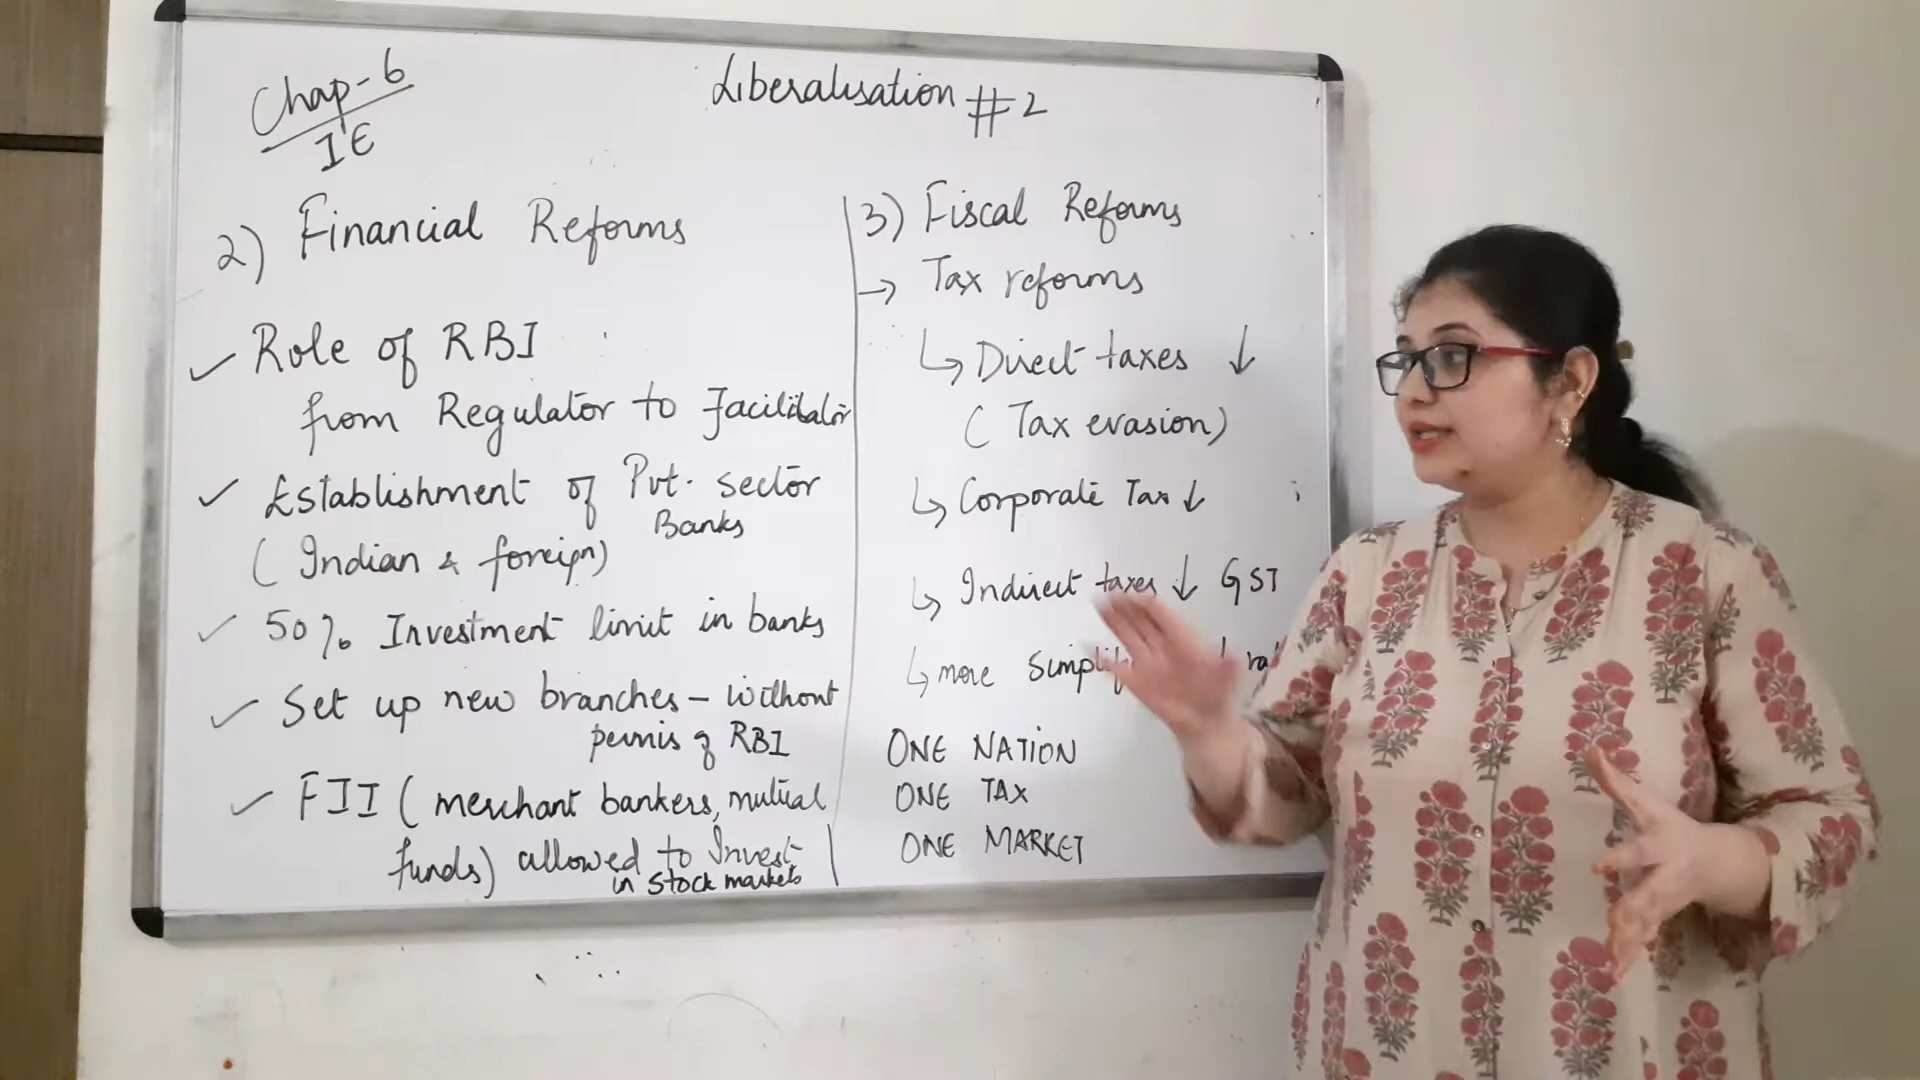 Chap-6
IE
Liberalisation #2
2) Financial Reforms
✓ Role of RBI
from Regulator to Facilitator
✓ Establishment of Pvt. sector
Banks
(Indian & foreign)
✓ 50% Investment limit in banks
✓ Set up new branches – without
permis of RBI
✓ FII (merchant bankers, mutual
funds) allowed to Invest
in stock markets
3) Fiscal Reforms
→ Tax reforms
↳ Direct taxes ↓
(Tax evasion)
↳ Corporate Tax ↓
↳ Indirect taxes ↓ GST
↳ more
ONE NATION
ONE TAX
ONE MARKET